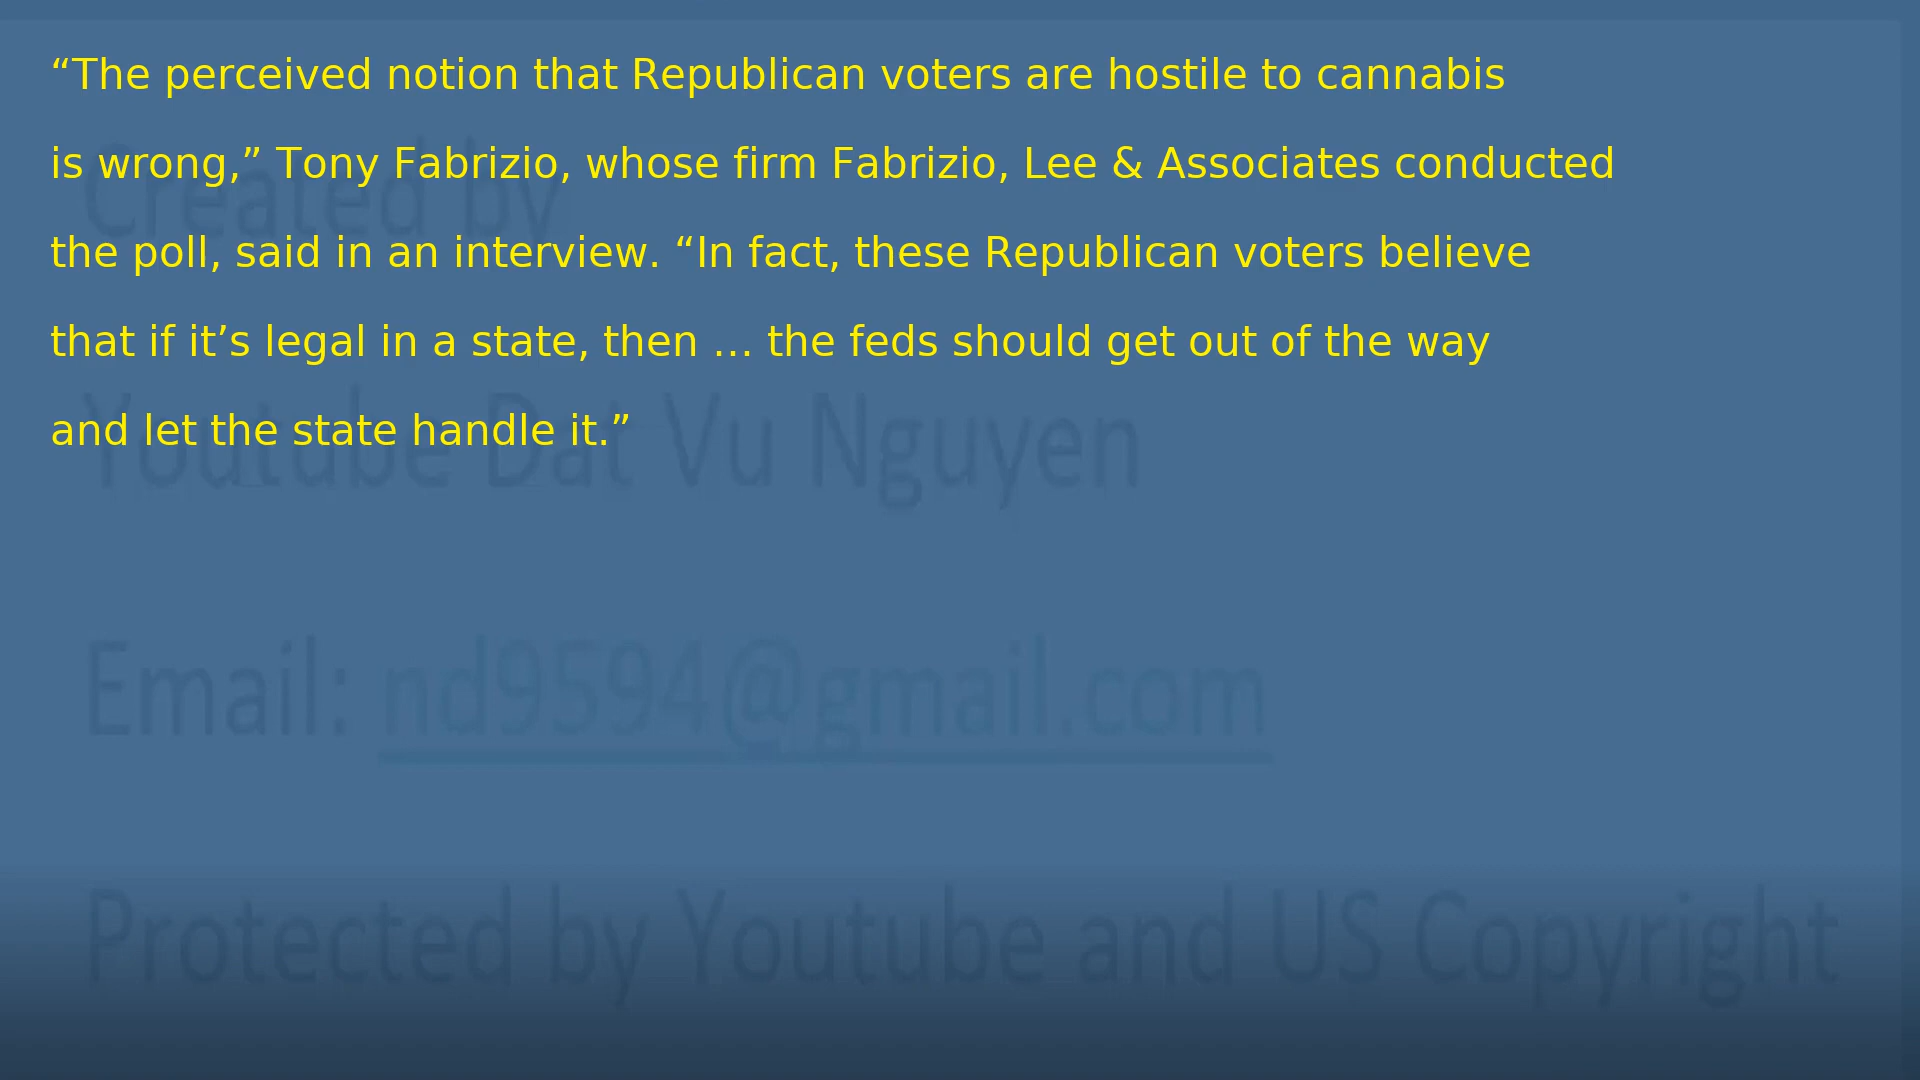 “The perceived notion that Republican voters are hostile to cannabis
is wrong,” Tony Fabrizio, whose firm Fabrizio, Lee & Associates conducted
the poll, said in an interview. “In fact, these Republican voters believe
that if it’s legal in a state, then … the feds should get out of the way
and let the state handle it.”
Created by
Youtube Dat Vu Nguyen
Email: nd9594@gmail.com
Protected by Youtube and US Copyright